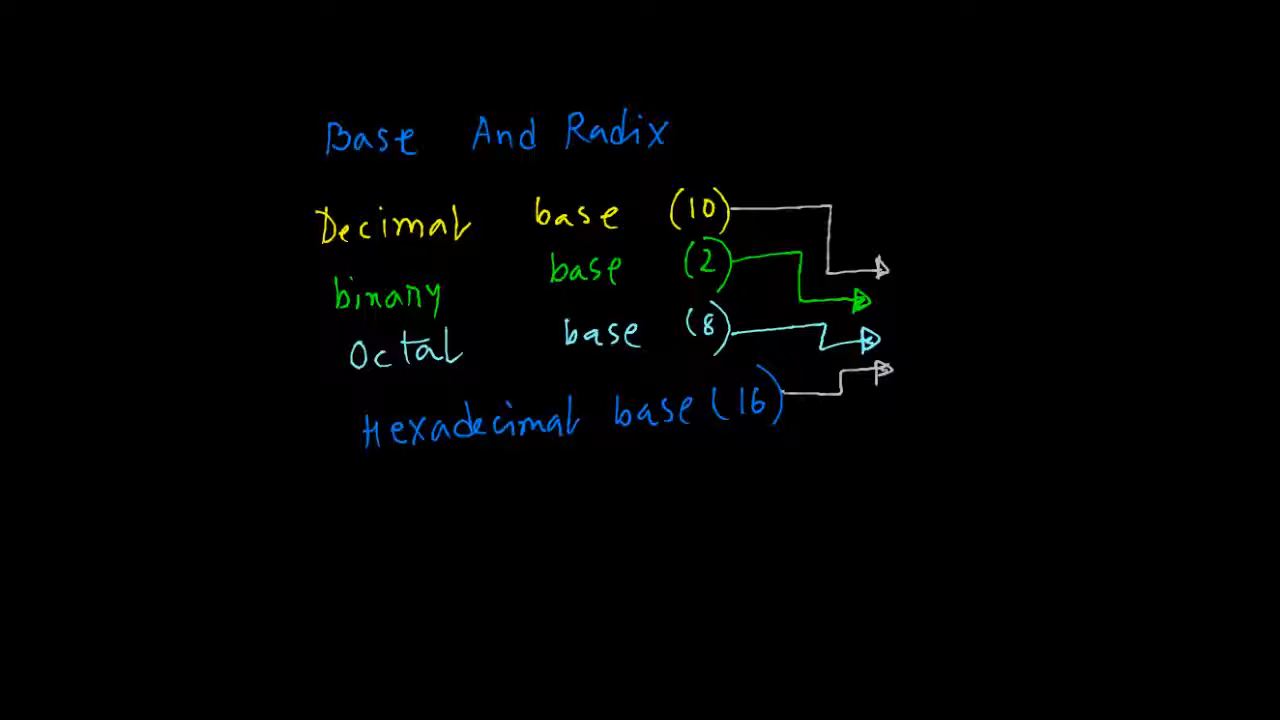 Base And Radix
Decimal base (10)
binary base (2)
Octal base (8)
Hexadecimal base (16)